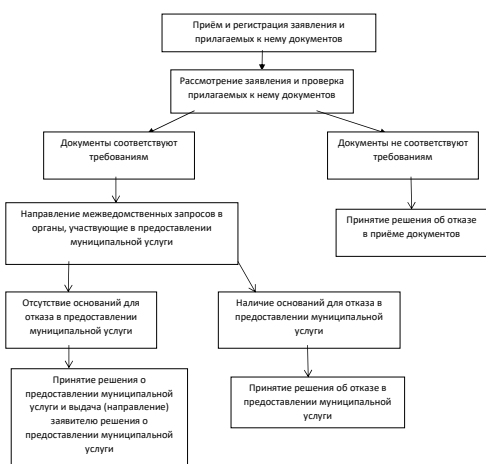 Приём и регистрация заявления и
прилагаемых к нему документов
Рассмотрение заявления и проверка
прилагаемых к нему документов
Документы соответствуют
требованиям
Документы не соответствуют
требованиям
Направление межведомственных запросов в
органы, участвующие в предоставлении
муниципальной услуги
Принятие решения об отказе
в приёме документов
Отсутствие оснований для
отказа в предоставлении
муниципальной услуги
Наличие оснований для отказа в
предоставлении муниципальной
услуги
Принятие решения о
предоставлении муниципальной
услуги и выдача (направление)
заявителю решения о
предоставлении муниципальной
услуги
Принятие решения об отказе в
предоставлении муниципальной
услуги